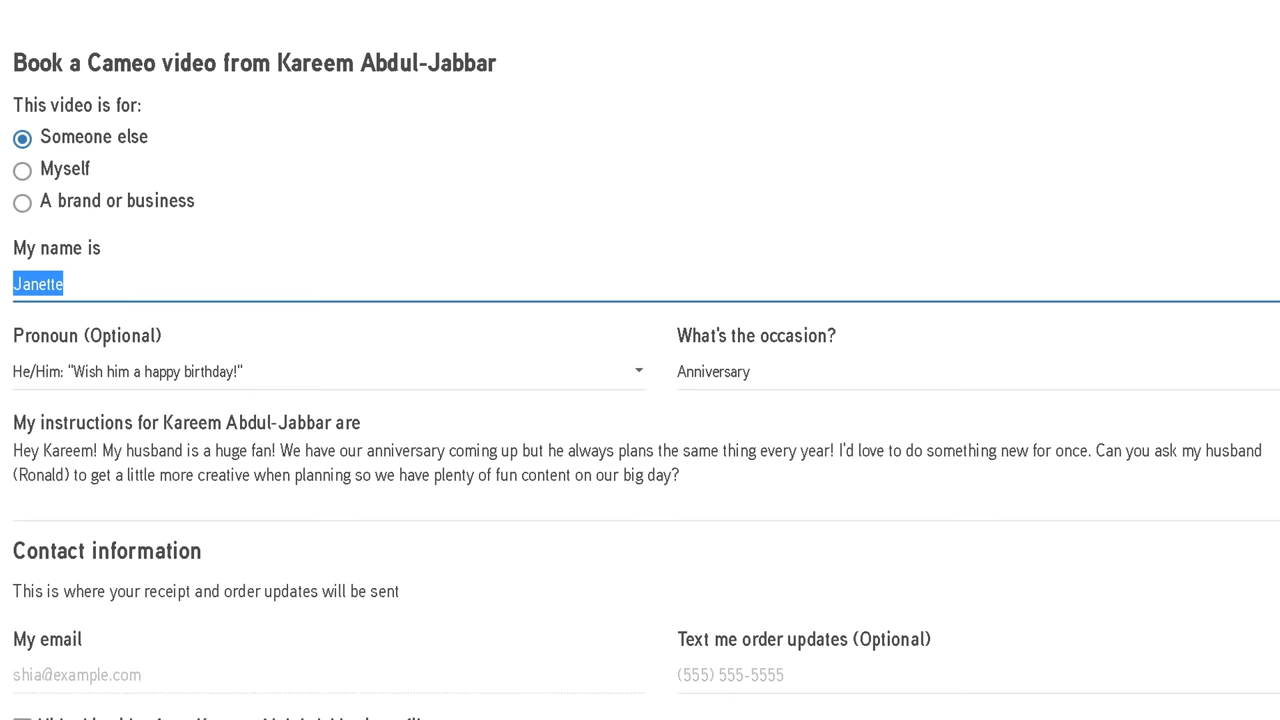 Book a Cameo video from Kareem Abdul-Jabbar
This video is for:
Someone else
Myself
A brand or business
My name is
Janette
Pronoun (Optional)
What's the occasion?
He/Him: "Wish him a happy birthday!"
Anniversary
My instructions for Kareem Abdul-Jabbar are
Hey Kareem! My husband is a huge fan! We have our anniversary coming up but he always plans the same thing every year! I'd love to do something new for once. Can you ask my husband
(Ronald) to get a little more creative when planning so we have plenty of fun content on our big day?
Contact information
This is where your receipt and order updates will be sent
My email
Text me order updates (Optional)
shia@example.com
(555) 555-5555